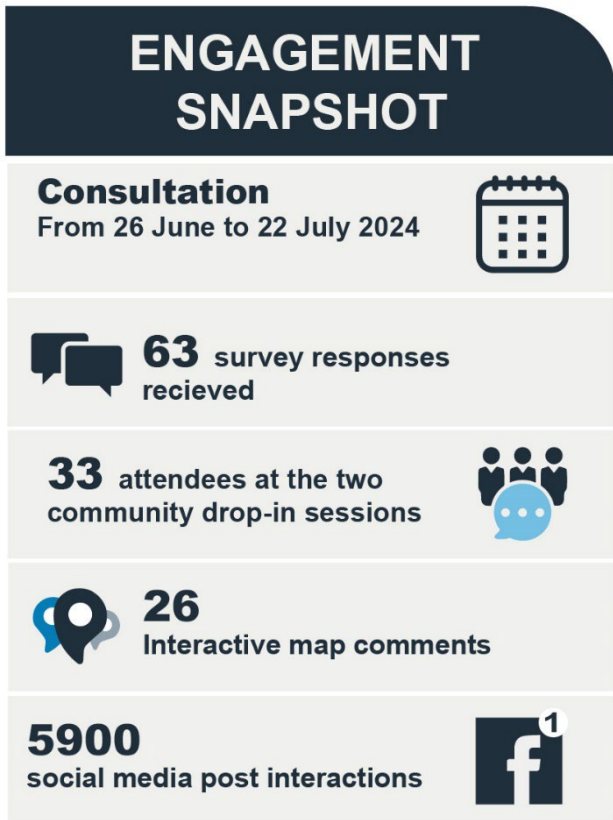 ENGAGEMENT
SNAPSHOT
Consultation
From 26 June to 22 July 2024
63 survey responses
recieved
33 attendees at the two
community drop-in sessions
26
Interactive map comments
5900
social media post interactions
f
1